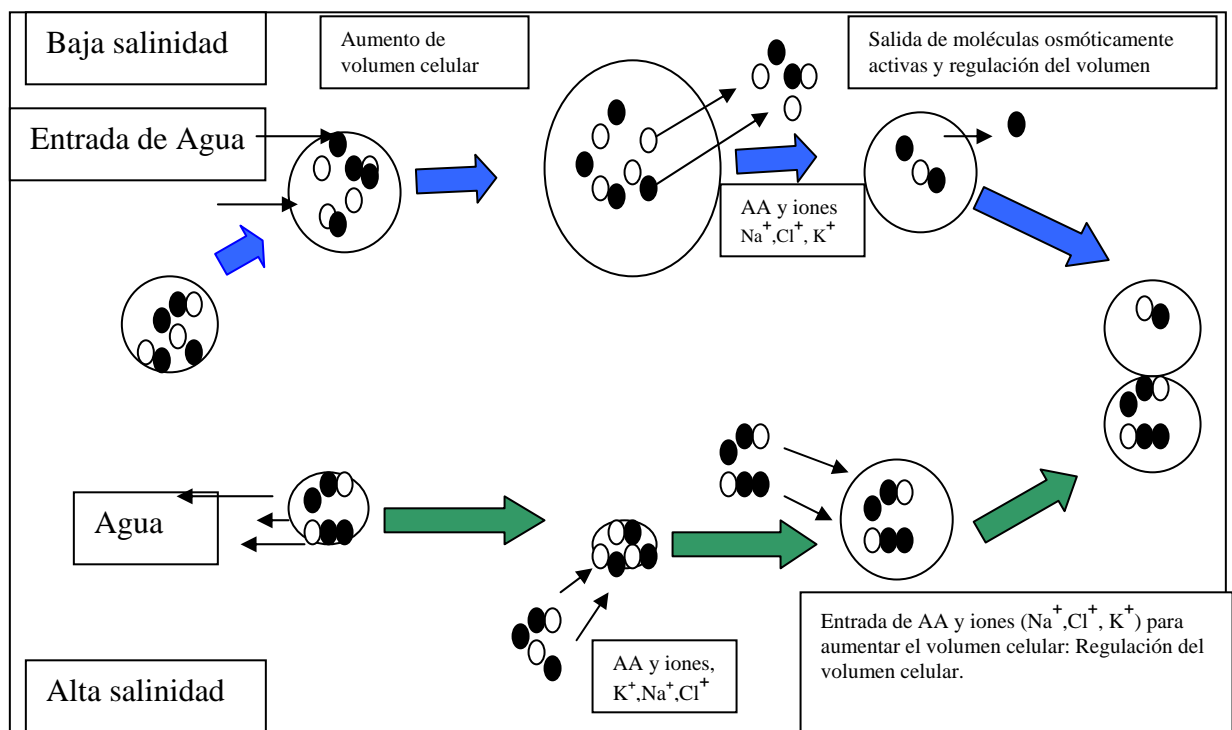 Baja salinidad
Aumento de
volumen celular
Salida de moléculas osmóticamente
activas y regulación del volumen
Entrada de Agua
AA y iones
Na⁺,Cl⁺, K⁺
Agua
AA y iones,
K⁺,Na⁺,Cl⁺
Entrada de AA y iones (Na⁺,Cl⁺, K⁺) para
aumentar el volumen celular: Regulación del
volumen celular.
Alta salinidad